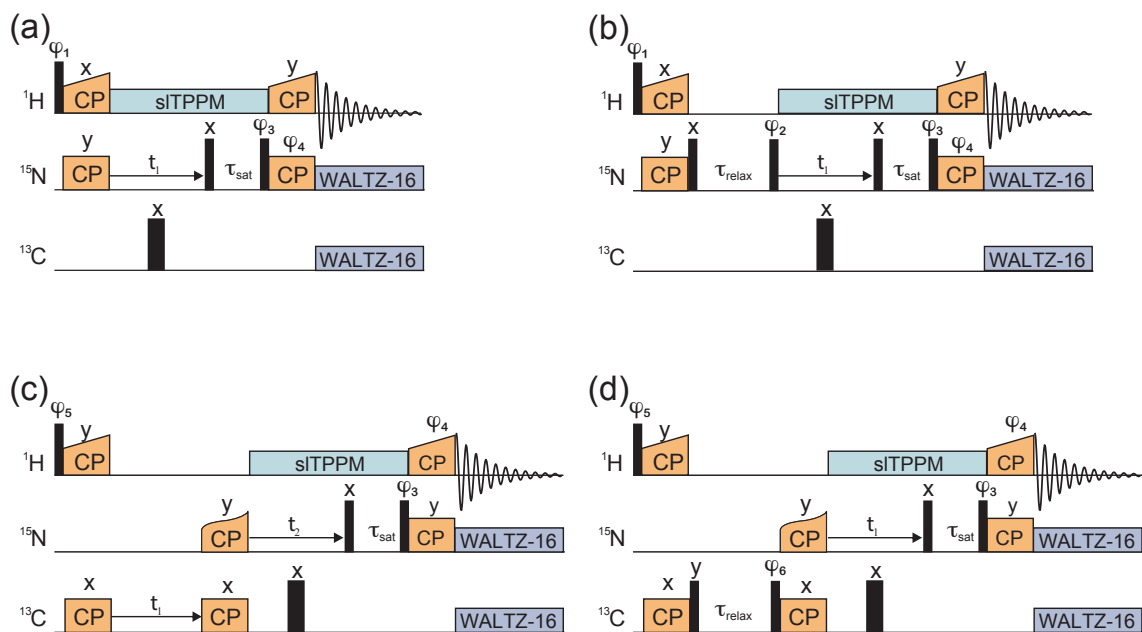 (a)
φ₁
x
y
¹H
CP
slTPPM
CP
y
x
φ₃
φ₄
¹⁵N
CP
t₁
τsat
CP
WALTZ-16
x
¹³C
WALTZ-16
(b)
φ₁
x
y
¹H
CP
slTPPM
CP
y
x
φ₂
x
φ₃
φ₄
¹⁵N
CP
τrelax
t₁
τsat
CP
WALTZ-16
x
¹³C
WALTZ-16
(c)
φ₅
y
φ₄
¹H
CP
slTPPM
CP
y
x
φ₃
y
¹⁵N
CP
t₂
τsat
CP
WALTZ-16
x
x
x
¹³C
CP
t₁
CP
WALTZ-16
(d)
φ₅
y
φ₄
¹H
CP
slTPPM
CP
y
x
φ₃
y
¹⁵N
CP
t₁
τsat
CP
WALTZ-16
x
y
φ₆
x
x
¹³C
CP
τrelax
CP
WALTZ-16